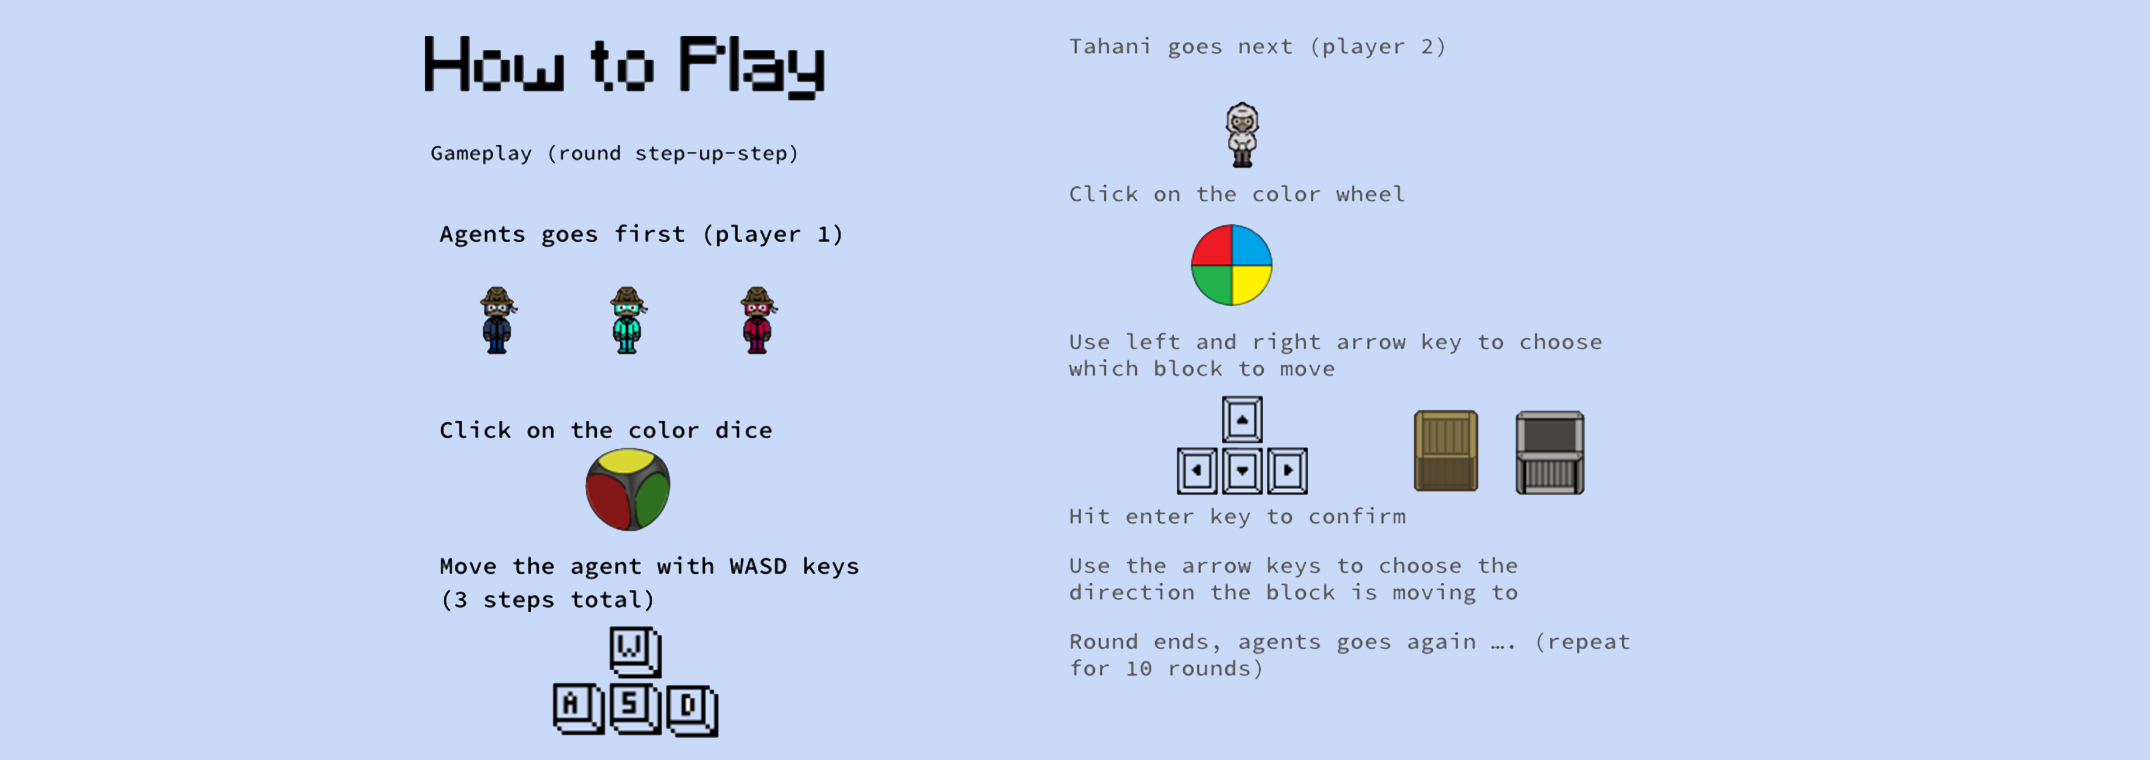 How to Play
Gameplay (round step-up-step)
Agents goes first (player 1)
Click on the color dice
Move the agent with WASD keys
(3 steps total)
W
A S D
Tahani goes next (player 2)
Click on the color wheel
Use left and right arrow key to choose
which block to move
Hit enter key to confirm
Use the arrow keys to choose the
direction the block is moving to
Round ends, agents goes again …. (repeat
for 10 rounds)